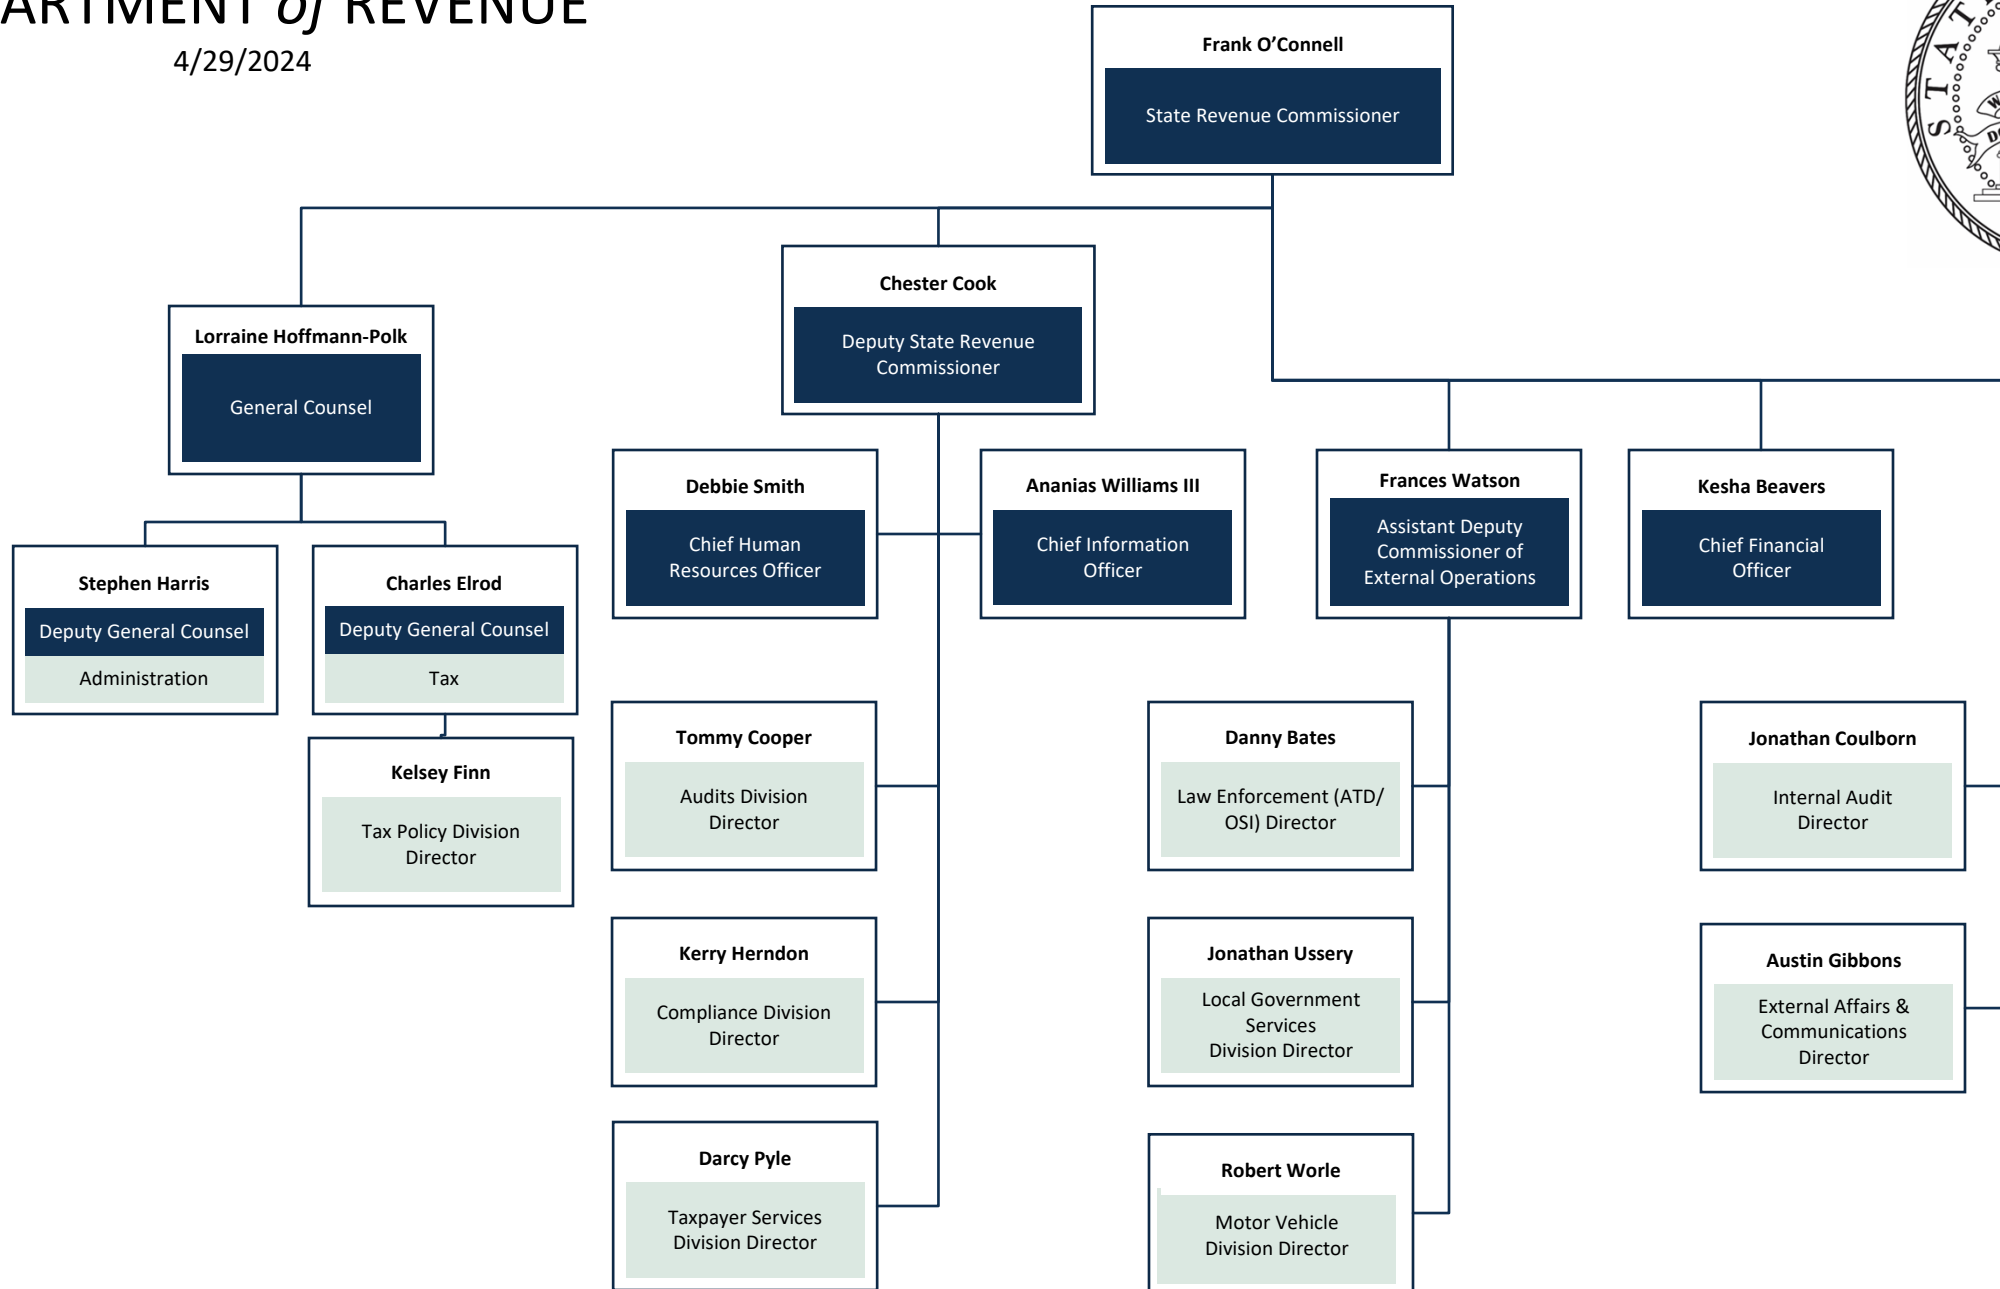 ARTMENT of REVENUE
4/29/2024
Frank O’Connell
State Revenue Commissioner
STAT
Chester Cook
Deputy State Revenue
Commissioner
Lorraine Hoffmann-Polk
General Counsel
Debbie Smith
Chief Human
Resources Officer
Ananias Williams III
Chief Information
Officer
Frances Watson
Assistant Deputy
Commissioner of
External Operations
Kesha Beavers
Chief Financial
Officer
Stephen Harris
Deputy General Counsel
Administration
Charles Elrod
Deputy General Counsel
Tax
Kelsey Finn
Tax Policy Division
Director
Tommy Cooper
Audits Division
Director
Danny Bates
Law Enforcement (ATD/
OSI) Director
Jonathan Coulborn
Internal Audit
Director
Kerry Herndon
Compliance Division
Director
Jonathan Ussery
Local Government
Services
Division Director
Austin Gibbons
External Affairs &
Communications
Director
Darcy Pyle
Taxpayer Services
Division Director
Robert Worle
Motor Vehicle
Division Director